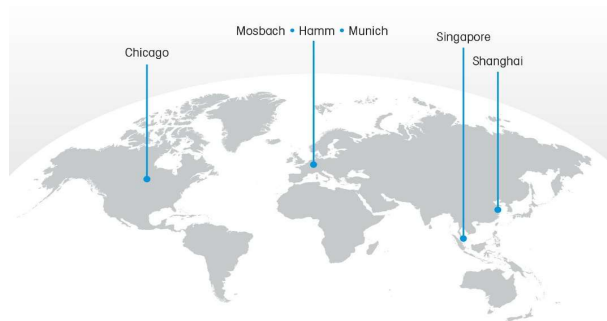 Mosbach • Hamm • Munich
Singapore
Chicago
Shanghai